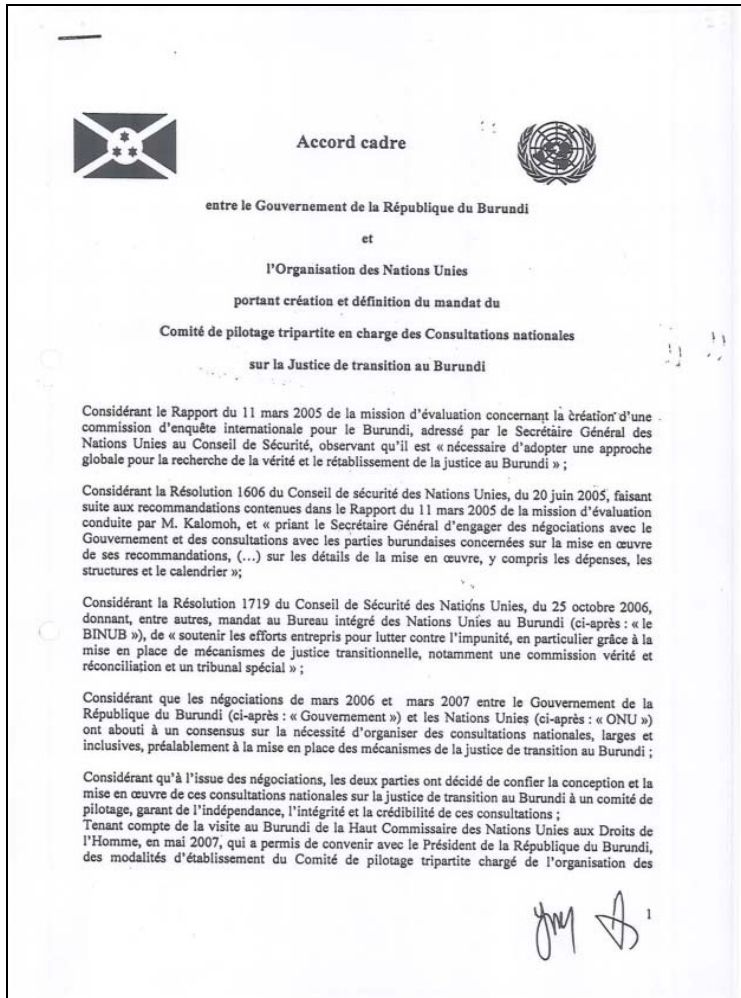 Accord cadre
entre le Gouvernement de la République du Burundi
et
l'Organisation des Nations Unies
portant création et définition du mandat du
Comité de pilotage tripartite en charge des Consultations nationales
sur la Justice de transition au Burundi
Considérant le Rapport du 11 mars 2005 de la mission d'évaluation concernant la création d'une
commission d'enquête internationale pour le Burundi, adressé par le Secrétaire Général des
Nations Unies au Conseil de Sécurité, observant qu'il est « nécessaire d'adopter une approche
globale pour la recherche de la vérité et le rétablissement de la justice au Burundi » ;
Considérant la Résolution 1606 du Conseil de sécurité des Nations Unies, du 20 juin 2005, faisant
suite aux recommandations contenues dans le Rapport du 11 mars 2005 de la mission d'évaluation
conduite par M. Kalomoh, et « priant le Secrétaire Général d'engager des négociations avec le
Gouvernement et des consultations avec les parties burundaises concernées sur la mise en œuvre
de ses recommandations, (...) sur les détails de la mise en œuvre, y compris les dépenses, les
structures et le calendrier »;
Considérant la Résolution 1719 du Conseil de Sécurité des Nations Unies, du 25 octobre 2006,
donnant, entre autres, mandat au Bureau intégré des Nations Unies au Burundi (ci-après : « le
BINUB »), de « soutenir les efforts entrepris pour lutter contre l'impunité, en particulier grâce à la
mise en place de mécanismes de justice transitionnelle, notamment une commission vérité et
réconciliation et un tribunal spécial » ;
Considérant que les négociations de mars 2006 et mars 2007 entre le Gouvernement de la
République du Burundi (ci-après : « Gouvernement ») et les Nations Unies (ci-après : « ONU »)
ont abouti à un consensus sur la nécessité d'organiser des consultations nationales, larges et
inclusives, préalablement à la mise en place des mécanismes de la justice de transition au Burundi ;
Considérant qu'à l'issue des négociations, les deux parties ont décidé de confier la conception et la
mise en œuvre de ces consultations nationales sur la justice de transition au Burundi à un comité de
pilotage, garant de l'indépendance, l'intégrité et la crédibilité de ces consultations ;
Tenant compte de la visite au Burundi de la Haut Commissaire des Nations Unies aux Droits de
l'Homme, en mai 2007, qui a permis de convenir avec le Président de la République du Burundi,
des modalités d'établissement du Comité de pilotage tripartite chargé de l'organisation des
1